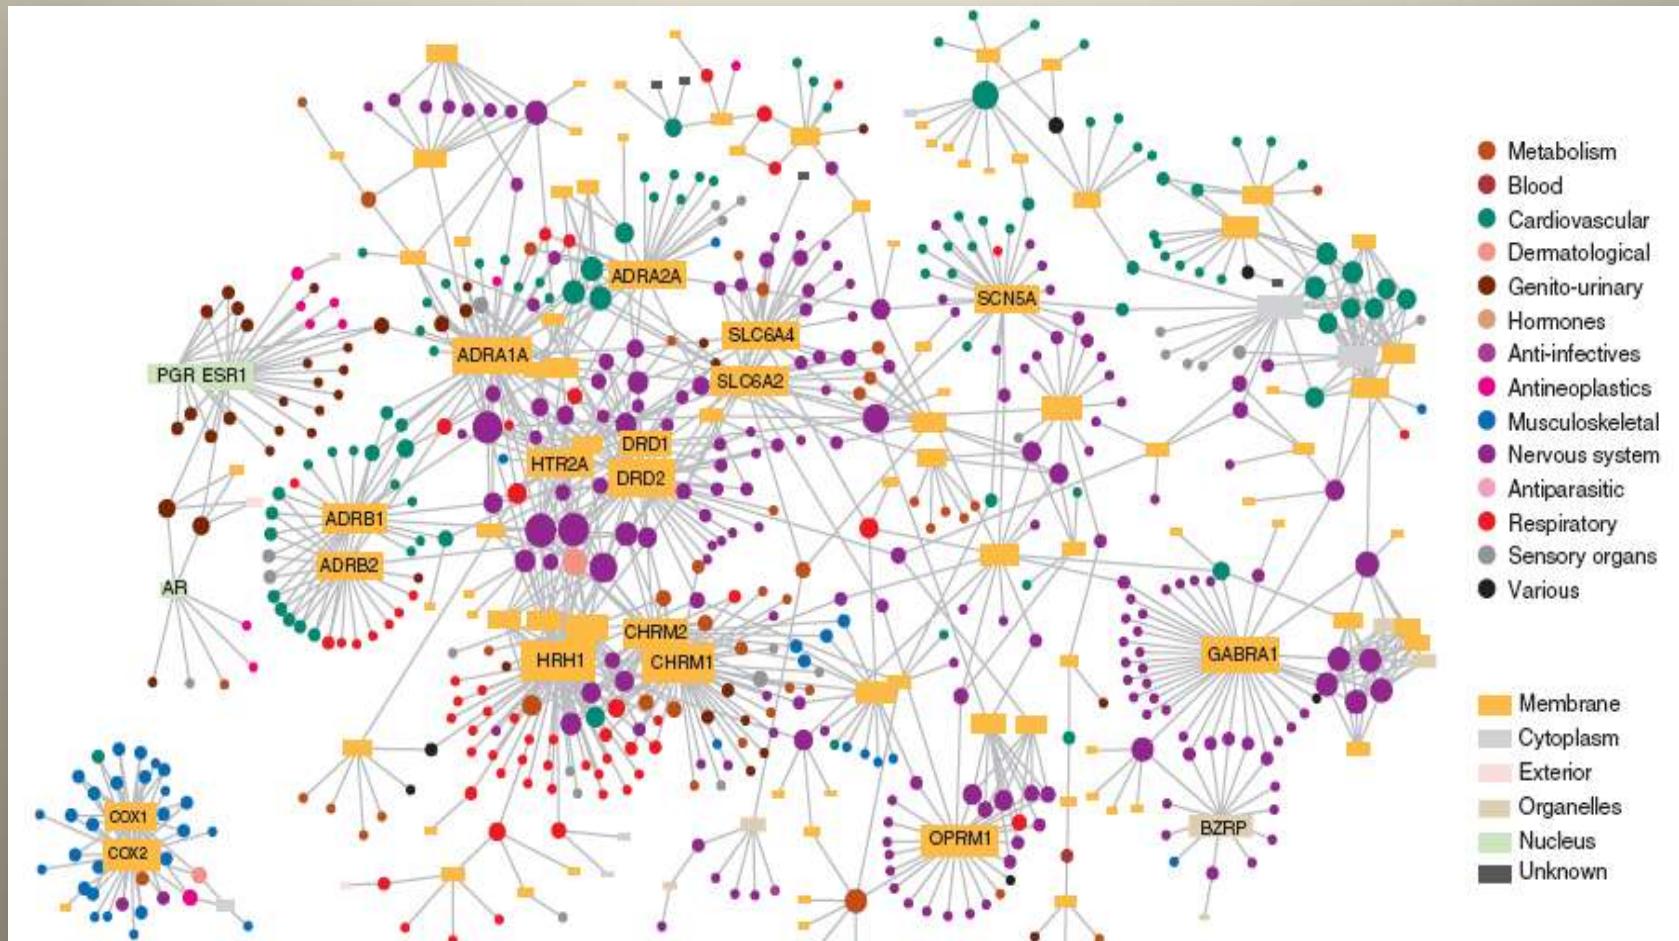 ADRA2A
SCN5A
SLC6A4
ADRA1A
SLC6A2
PGR ESR1
DRD1
HTR2A
DRD2
ADRB1
ADRB2
AR
CHRM2
HRH1
CHRM1
GABRA1
COX1
COX2
OPRM1
BZRP
Metabolism
Blood
Cardiovascular
Dermatological
Genito-urinary
Hormones
Anti-infectives
Antineoplastics
Musculoskeletal
Nervous system
Antiparasitic
Respiratory
Sensory organs
Various
Membrane
Cytoplasm
Exterior
Organelles
Nucleus
Unknown